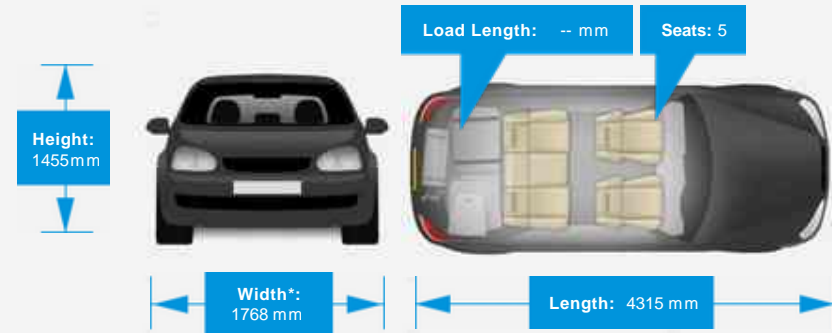 Load Length: -- mm
Seats: 5
Height:
1455mm
Width*:
1768 mm
Length: 4315 mm